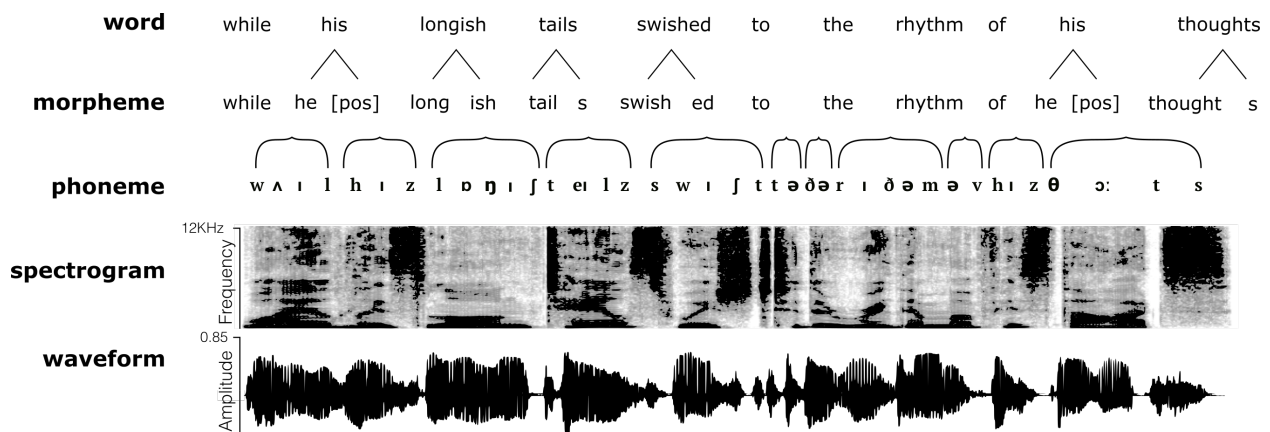 word while his longish tails swished to the rhythm of his thoughts
morpheme while he [pos] long ish tail s swish ed to the rhythm of he [pos] thought s
phoneme w ʌ ɪ l h ɪ z l ɒ ŋ ɪ ʃ t eɪ l z s w ɪ ʃ t t ə ð ə r ɪ ð ə m ə v h ɪ z θ ɔ: t s
12KHz
spectrogram
Frequency
0.85
waveform
Amplitude